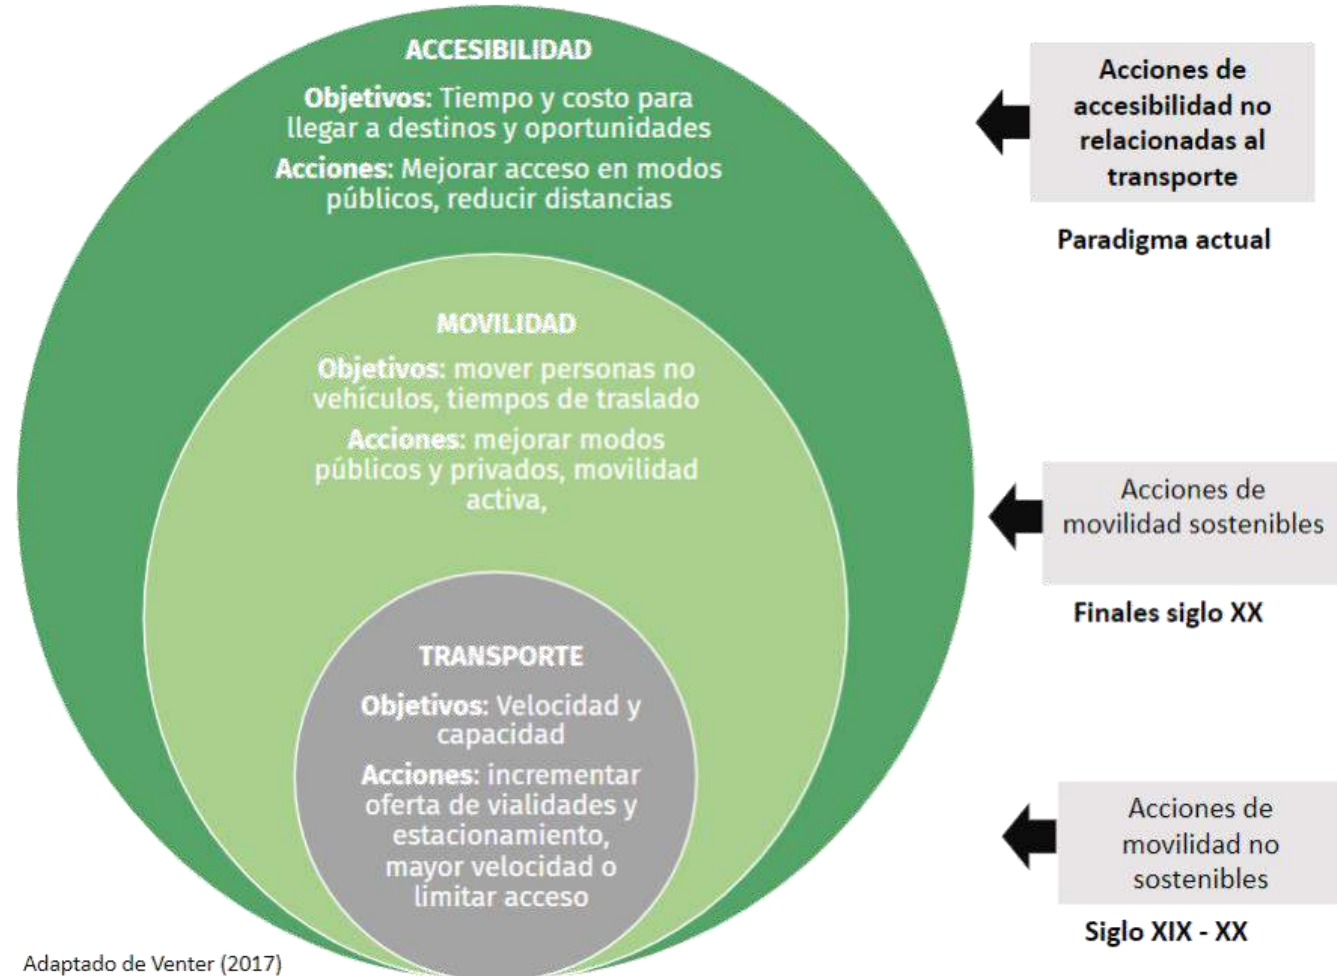 ACCESIBILIDAD
Objetivos: Tiempo y costo para
llegar a destinos y oportunidades
Acciones: Mejorar acceso en modos
públicos, reducir distancias
Acciones de
accesibilidad no
relacionadas al
transporte
Paradigma actual
MOVILIDAD
Objetivos: mover personas no
vehículos, tiempos de traslado
Acciones: mejorar modos
públicos y privados, movilidad
activa,
Acciones de
movilidad sostenibles
Finales siglo XX
TRANSPORTE
Objetivos: Velocidad y
capacidad
Acciones: incrementar
oferta de vialidades y
estacionamiento,
mayor velocidad o
limitar acceso
Acciones de
movilidad no
sostenibles
Siglo XIX - XX
Adaptado de Venter (2017)